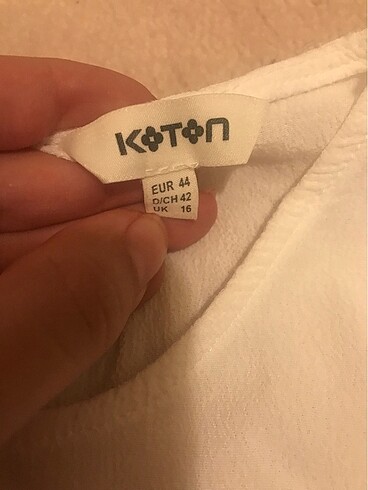 KOTON
EUR 44
D/CH 42
UK 16